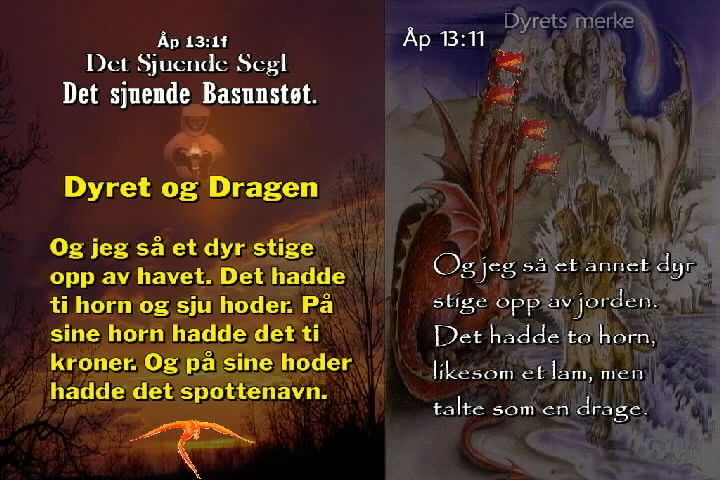 Åp 13:1f
Det Sjuende Segl
Det sjuende Basunstøt.
Dyret og Dragen
Og jeg så et dyr stige
opp av havet. Det hadde
ti horn og sju hoder. På
sine horn hadde det ti
kroner. Og på sine hoder
hadde det spottenavn.
Dyrets merke
Åp 13:11
Og jeg så et annet dyr
stige opp av jorden.
Det hadde to horn,
likesom et lam, men
talte som en drage.